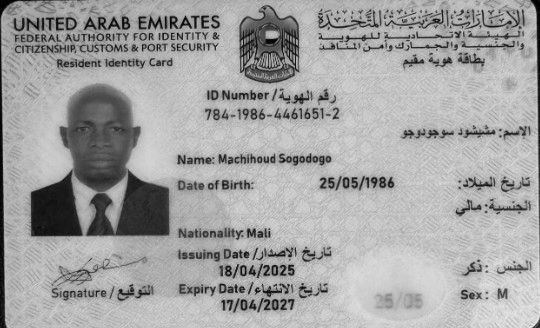 UNITED ARAB EMIRATES
FEDERAL AUTHORITY FOR IDENTITY &
CITIZENSHIP, CUSTOMS & PORT SECURITY
Resident Identity Card
الإمارات العربية المتحدة
الهيئة الاتحادية للهوية
والجنسية والجمارك وأمن المنافذ
بطاقة هوية مقيم
ID Number / رقم الهوية
784-1986-4461651-2
الإسم: مشيشود سوجودوجو
Name: Machihoud Sogodogo
Date of Birth: 25/05/1986 تاريخ الميلاد:
الجنسية: مالي
Nationality: Mali
Issuing Date / تاريخ الإصدار
18/04/2025
Expiry Date / تاريخ الانتهاء
17/04/2027
الجنس: ذكر
Sex: M
25/05
Signature / التوقيع